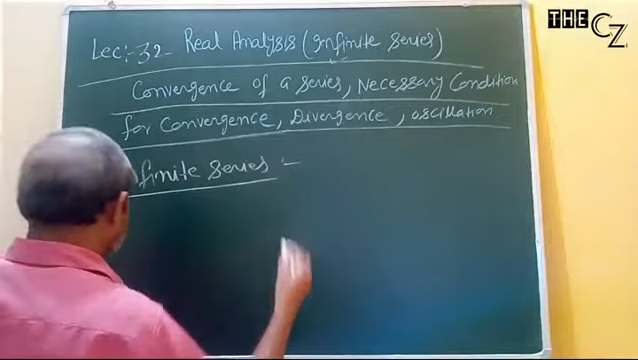 THE CZ
Lec:- 32 - Real Analysis (Infinite Series)
Convergence of a series, Necessary Condition
for Convergence, Divergence, oscillation
finite series :-